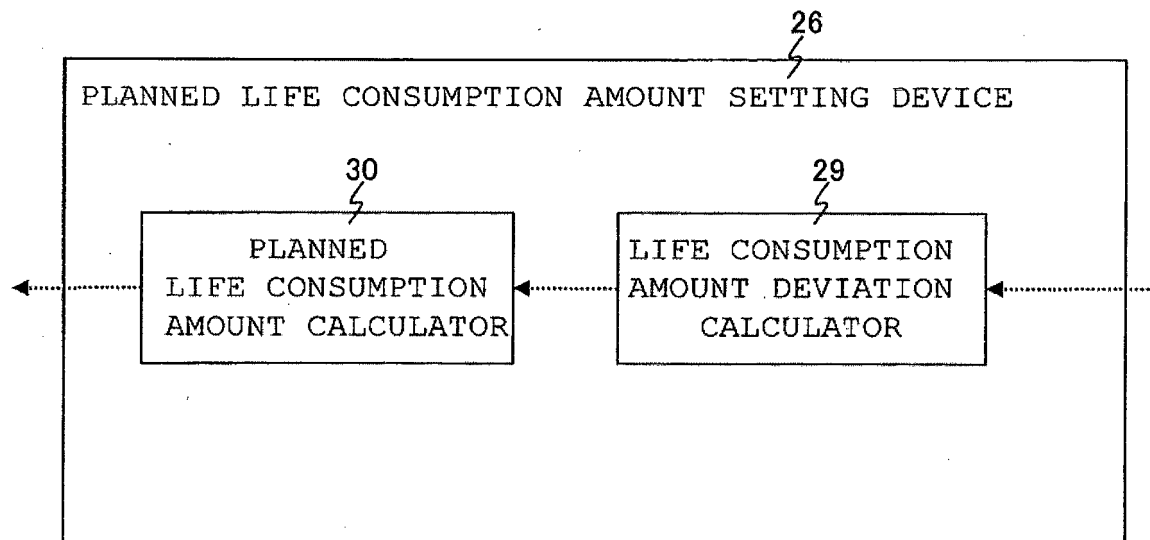 26
PLANNED LIFE CONSUMPTION AMOUNT SETTING DEVICE
30
PLANNED
LIFE CONSUMPTION
AMOUNT CALCULATOR
29
LIFE CONSUMPTION
AMOUNT DEVIATION
CALCULATOR